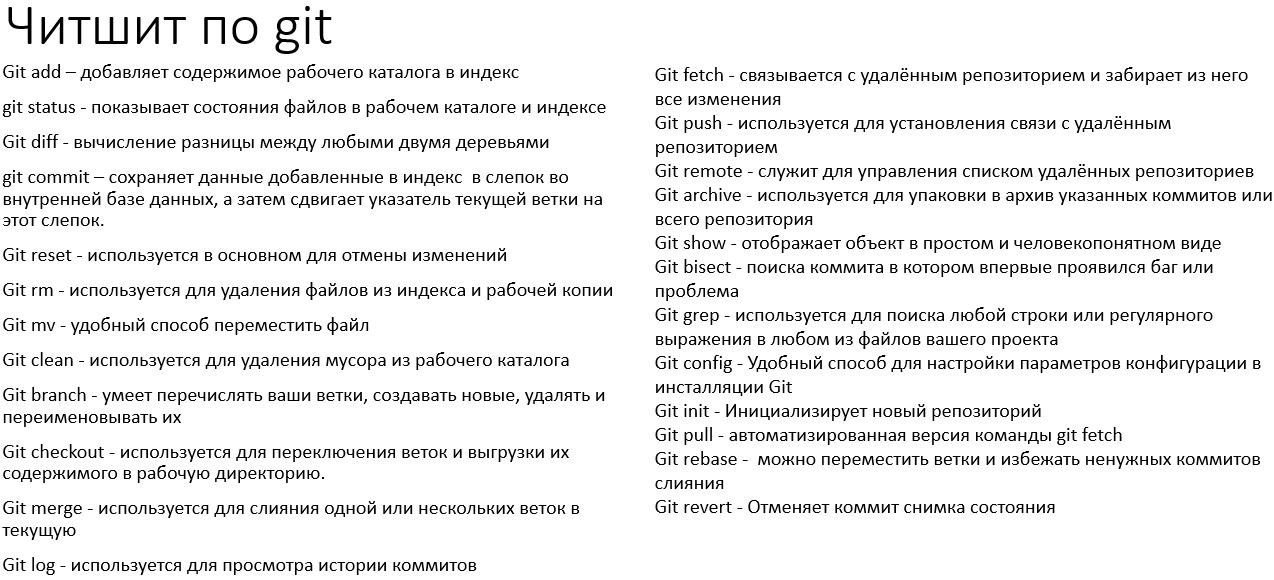 Читшит по git
Git add – добавляет содержимое рабочего каталога в индекс
git status - показывает состояния файлов в рабочем каталоге и индексе
Git diff - вычисление разницы между любыми двумя деревьями
git commit – сохраняет данные добавленные в индекс  в слепок во
внутренней базе данных, а затем сдвигает указатель текущей ветки на
этот слепок.
Git reset - используется в основном для отмены изменений
Git rm - используется для удаления файлов из индекса и рабочей копии
Git mv - удобный способ переместить файл
Git clean - используется для удаления мусора из рабочего каталога
Git branch - умеет перечислять ваши ветки, создавать новые, удалять и
переименовывать их
Git checkout - используется для переключения веток и выгрузки их
содержимого в рабочую директорию.
Git merge - используется для слияния одной или нескольких веток в
текущую
Git log - используется для просмотра истории коммитов
Git fetch - связывается с удалённым репозиторием и забирает из него
все изменения
Git push - используется для установления связи с удалённым
репозиторием
Git remote - служит для управления списком удалённых репозиториев
Git archive - используется для упаковки в архив указанных коммитов или
всего репозитория
Git show - отображает объект в простом и человекопонятном виде
Git bisect - поиска коммита в котором впервые проявился баг или
проблема
Git grep - используется для поиска любой строки или регулярного
выражения в любом из файлов вашего проекта
Git config - Удобный способ для настройки параметров конфигурации в
инсталляции Git
Git init - Инициализирует новый репозиторий
Git pull - автоматизированная версия команды git fetch
Git rebase -  можно переместить ветки и избежать ненужных коммитов
слияния
Git revert - Отменяет коммит снимка состояния